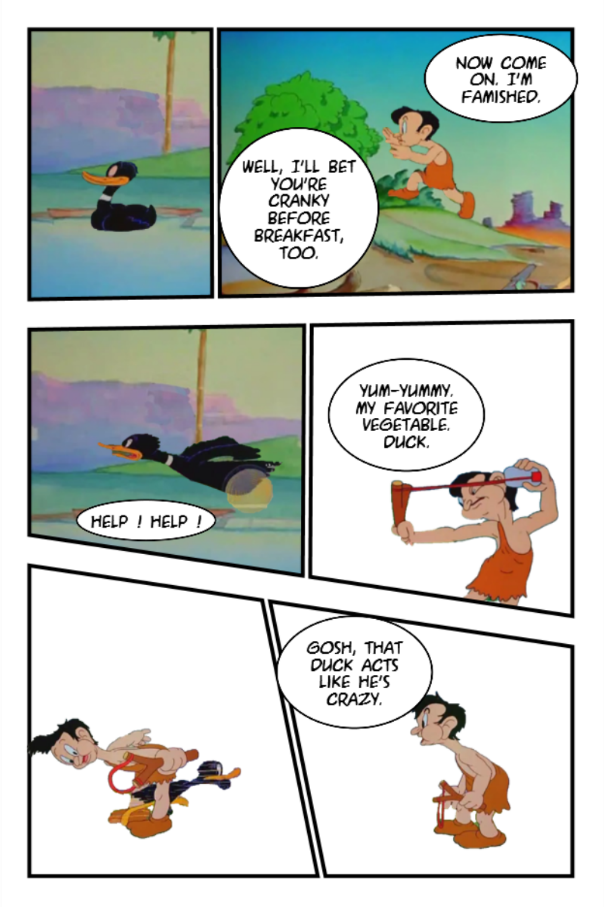 NOW COME
ON. I'M
FAMISHED.
WELL, I'LL BET
YOU'RE
CRANKY
BEFORE
BREAKFAST,
TOO.
HELP ! HELP !
YUM-YUMMY.
MY FAVORITE
VEGETABLE.
DUCK.
GOSH, THAT
DUCK ACTS
LIKE HE'S
CRAZY.